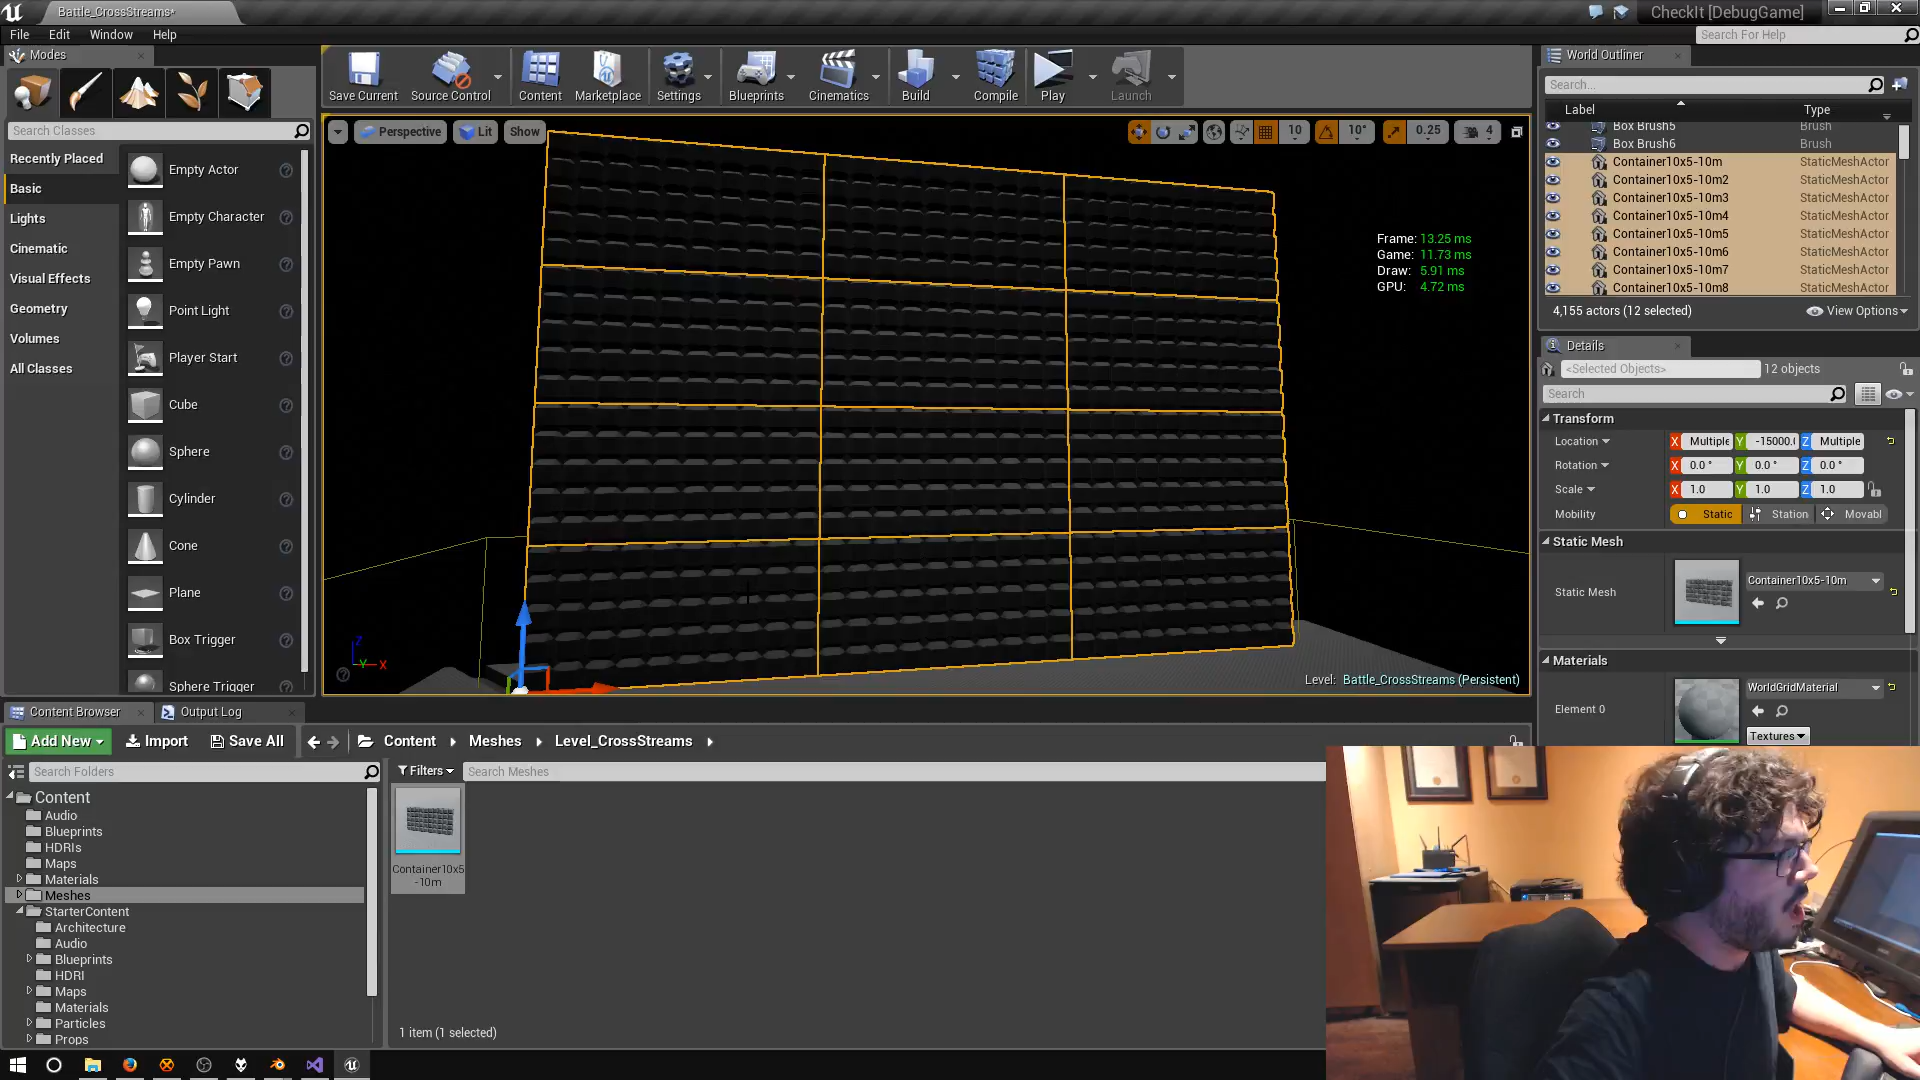 Battle_CrossStreams*
CheckIt [DebugGame]
File Edit Window Help
Search For Help
Modes
Search Classes
Recently Placed
Basic
Lights
Cinematic
Visual Effects
Geometry
Volumes
All Classes
Empty Actor
Empty Character
Empty Pawn
Point Light
Player Start
Cube
Sphere
Cylinder
Cone
Plane
Box Trigger
Sphere Trigger
Save Current
Source Control
Content
Marketplace
Settings
Blueprints
Cinematics
Build
Compile
Play
Launch
Perspective
Lit
Show
10
10°
0.25
4
Frame: 13.25 ms
Game: 11.73 ms
Draw: 5.91 ms
GPU: 4.72 ms
Z
Y
X
Level: Battle_CrossStreams (Persistent)
World Outliner
Search...
Label Type
Box Brush5 Brush
Box Brush6 Brush
Container10x5-10m StaticMeshActor
Container10x5-10m2 StaticMeshActor
Container10x5-10m3 StaticMeshActor
Container10x5-10m4 StaticMeshActor
Container10x5-10m5 StaticMeshActor
Container10x5-10m6 StaticMeshActor
Container10x5-10m7 StaticMeshActor
Container10x5-10m8 StaticMeshActor
4,155 actors (12 selected)
View Options
Details
<Selected Objects>
12 objects
Search
Transform
Location X Multiple Y -15000.0 Z Multiple
Rotation X 0.0 ° Y 0.0 ° Z 0.0 °
Scale X 1.0 Y 1.0 Z 1.0
Mobility Static Station Movabl
Static Mesh
Static Mesh
Container10x5-10m
Materials
Element 0
WorldGridMaterial
Textures
Content Browser
Output Log
Add New
Import
Save All
Content
Meshes
Level_CrossStreams
Search Folders
Filters
Search Meshes
Content
Audio
Blueprints
HDRIs
Maps
Materials
Meshes
StarterContent
Architecture
Audio
Blueprints
HDRI
Maps
Materials
Particles
Props
Container10x5
-10m
1 item (1 selected)